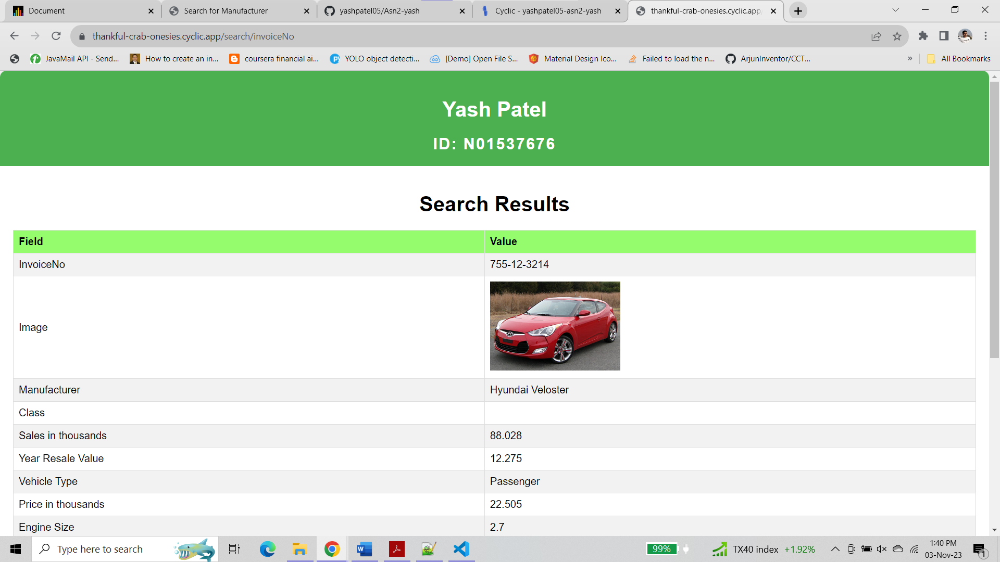 Document
Search for Manufacturer
yashpatel05/Asn2-yash
Cyclic - yashpatel05-asn2-yash
thankful-crab-onesies.cyclic.app/
thankful-crab-onesies.cyclic.app/search/invoiceNo
JavaMail API - Send...
How to create an in...
coursera financial ai...
YOLO object detecti...
[Demo] Open File S...
Material Design Ico...
Failed to load the n...
ArjunInventor/CCT...
» All Bookmarks
Yash Patel
ID: N01537676
Search Results
Field Value
InvoiceNo 755-12-3214
Image
Manufacturer Hyundai Veloster
Class
Sales in thousands 88.028
Year Resale Value 12.275
Vehicle Type Passenger
Price in thousands 22.505
Engine Size 2.7
Type here to search
99%
TX40 index +1.92%
1:40 PM
03-Nov-23
1